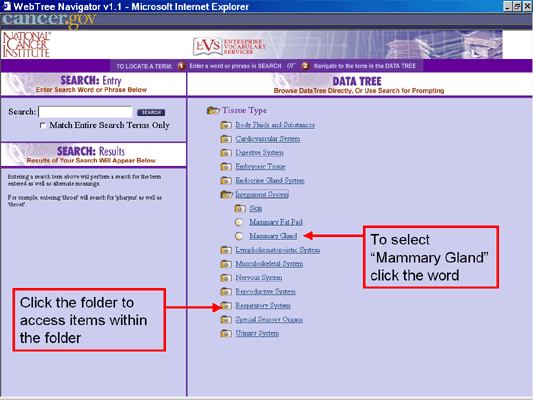 WebTree Navigator v1.1 - Microsoft Internet Explorer
cancer.gov
NATIONAL
CANCER
INSTITUTE
EVS ENTERPRISE
VOCABULARY
SERVICES
TO LOCATE A TERM: 1 Enter a word or phrase in SEARCH or 2 Navigate to the term in the DATA TREE
SEARCH: Entry
Enter Search Word or Phrase Below
Search: SEARCH
Match Entire Search Terms Only
SEARCH: Results
Results of Your Search Will Appear Below
Entering a search term above will perform a search for the term
entered as well as alternate meanings.
For example, entering 'throat' will search for 'pharynx' as well as
'throat'.
DATA TREE
Browse DataTree Directly, Or Use Search for Prompting
Tissue Type
Body Fluids and Substances
Cardiovascular System
Digestive System
Embryonic Tissue
Endocrine Gland System
Integument System
Skin
Mammary Fat Pad
Mammary Gland
Lymphohematopoietic System
Musculoskeletal System
Nervous System
Reproductive System
Respiratory System
Special Sensory Organs
Urinary System
To select
“Mammary Gland”
click the word
Click the folder to
access items within
the folder